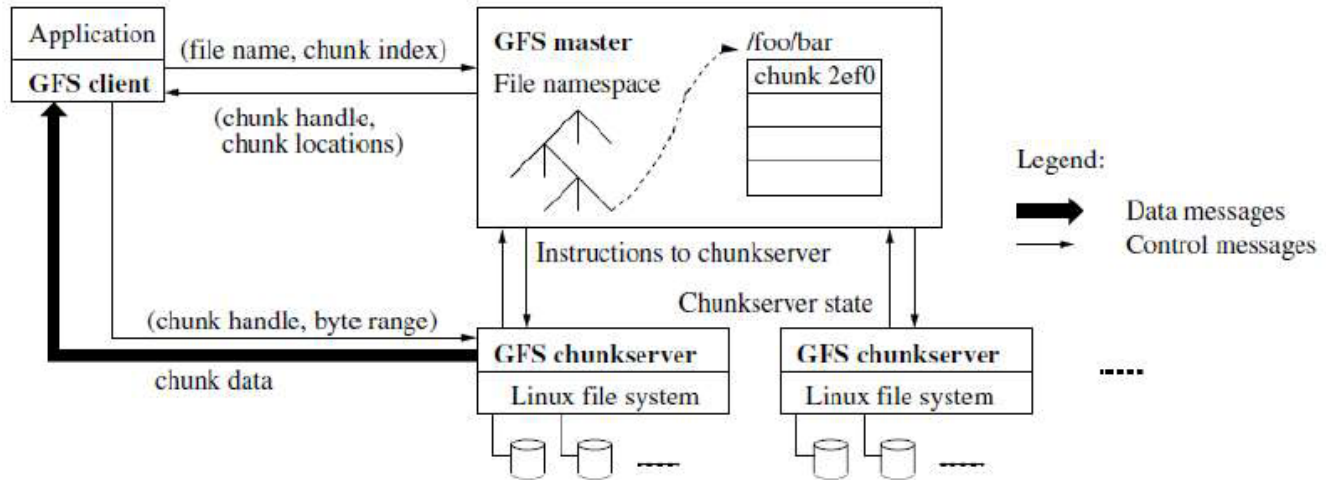 Application
GFS client
(file name, chunk index)
(chunk handle,
chunk locations)
GFS master
File namespace
/foo/bar
chunk 2ef0
Legend:
Data messages
Control messages
Instructions to chunkserver
Chunkserver state
(chunk handle, byte range)
chunk data
GFS chunkserver
Linux file system
GFS chunkserver
Linux file system